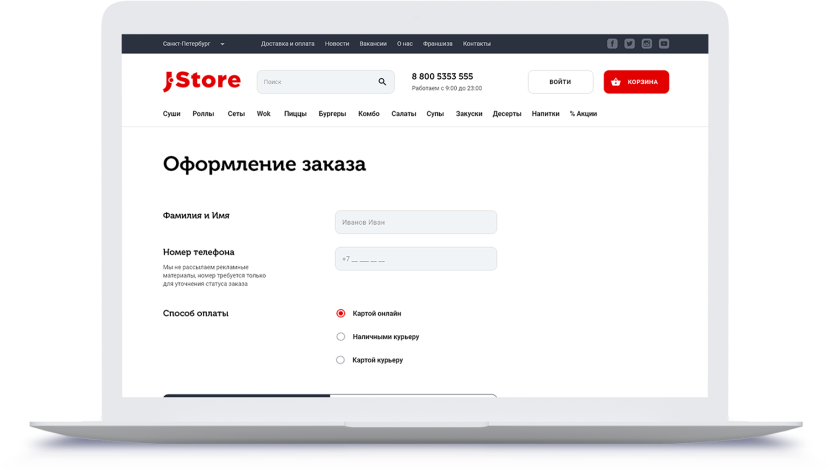 Санкт-Петербург Доставка и оплата Новости Вакансии О нас Франшиза Контакты
Store Поиск 8 800 5353 555 ВОЙТИ КОРЗИНА
Работаем с 9:00 до 23:00
Суши Роллы Сеты Wok Пиццы Бургеры Комбо Салаты Супы Закуски Десерты Напитки % Акции
Оформление заказа
Фамилия и Имя Иванов Иван
Номер телефона +7 __ ___ __ __
Мы не рассылаем рекламные
материалы, номер требуется только
для уточнения статуса заказа
Способ оплаты Картой онлайн
Наличными курьеру
Картой курьеру